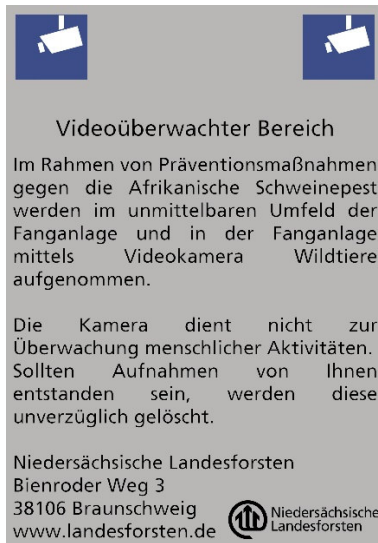 Videoüberwachter Bereich
Im Rahmen von Präventionsmaßnahmen
gegen die Afrikanische Schweinepest
werden im unmittelbaren Umfeld der
Fanganlage und in der Fanganlage
mittels Videokamera Wildtiere
aufgenommen.
Die Kamera dient nicht zur
Überwachung menschlicher Aktivitäten.
Sollten Aufnahmen von Ihnen
entstanden sein, werden diese
unverzüglich gelöscht.
Niedersächsische Landesforsten
Bienroder Weg 3
38106 Braunschweig
www.landesforsten.de
Niedersächsische
Landesforsten